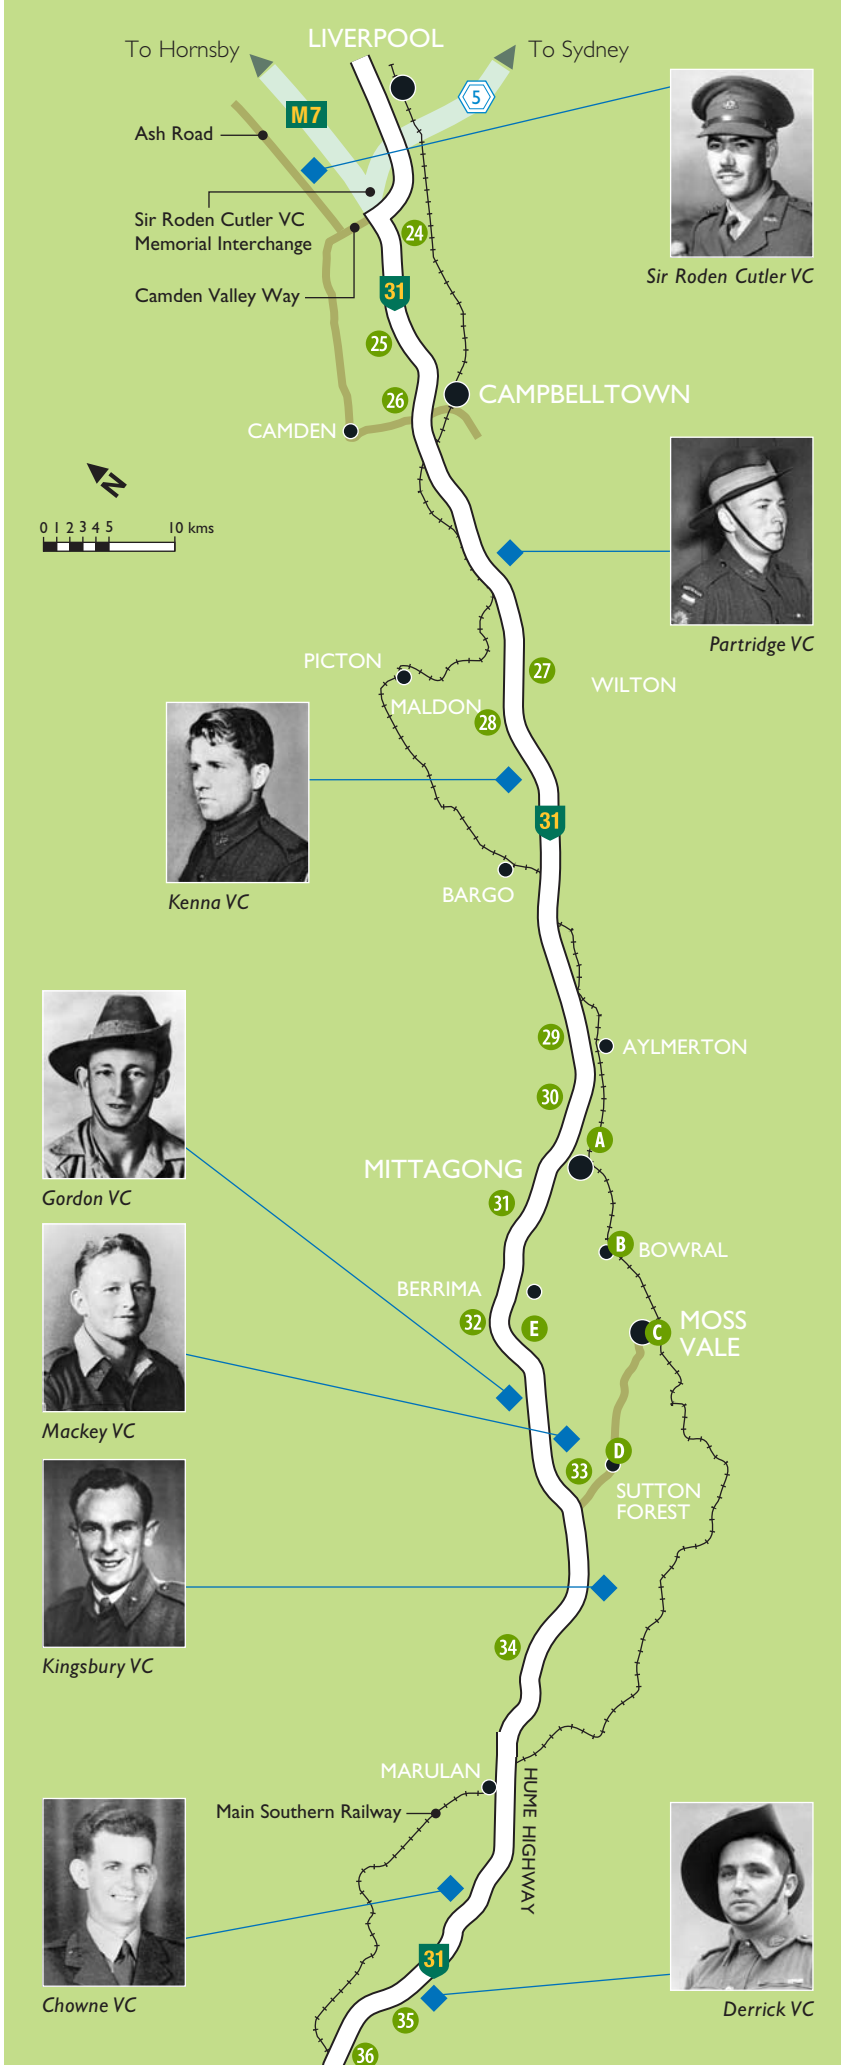 LIVERPOOL
To Hornsby
To Sydney
M7
5
Ash Road
Sir Roden Cutler VC
Memorial Interchange
24
Sir Roden Cutler VC
31
Camden Valley Way
25
26
CAMPBELLTOWN
CAMDEN
N
0 1 2 3 4 5 10 kms
Partridge VC
PICTON
27
WILTON
MALDON
28
31
Kenna VC
BARGO
29
AYLMERTON
30
A
MITTAGONG
Gordon VC
31
B
BOWRAL
BERRIMA
32
E
C
MOSS
VALE
Mackey VC
D
33
SUTTON
FOREST
34
Kingsbury VC
MARULAN
HUME HIGHWAY
Main Southern Railway
31
Chowne VC
Derrick VC
35
36